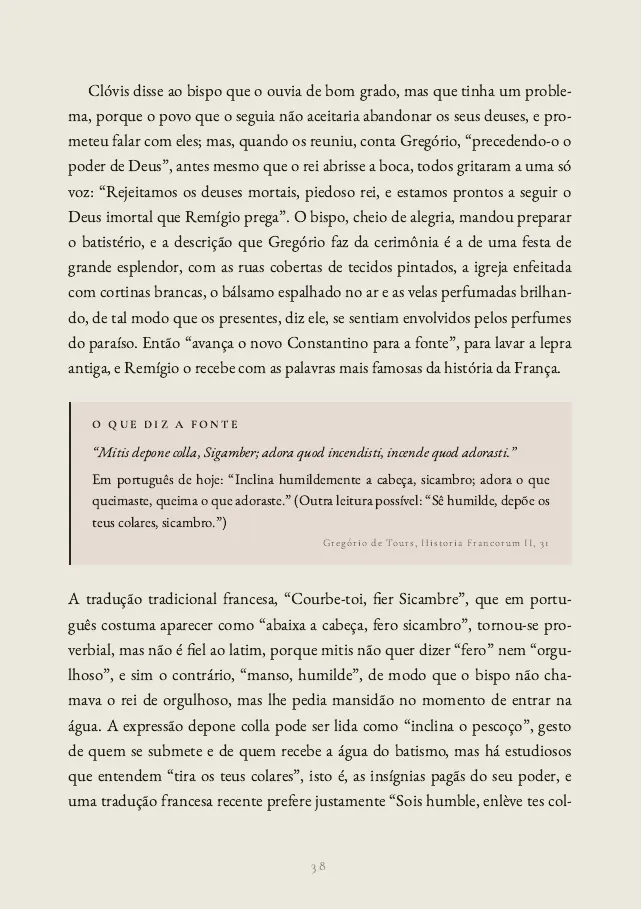 Clóvis disse ao bispo que o ouvia de bom grado, mas que tinha um proble-
ma, porque o povo que o seguia não aceitaria abandonar os seus deuses, e pro-
meteu falar com eles; mas, quando os reuniu, conta Gregório, “precedendo-o o
poder de Deus”, antes mesmo que o rei abrisse a boca, todos gritaram a uma só
voz: “Rejeitamos os deuses mortais, piedoso rei, e estamos prontos a seguir o
Deus imortal que Remígio prega”. O bispo, cheio de alegria, mandou preparar
o batistério, e a descrição que Gregório faz da cerimônia é a de uma festa de
grande esplendor, com as ruas cobertas de tecidos pintados, a igreja enfeitada
com cortinas brancas, o bálsamo espalhado no ar e as velas perfumadas brilhan-
do, de tal modo que os presentes, diz ele, se sentiam envolvidos pelos perfumes
do paraíso. Então “avança o novo Constantino para a fonte”, para lavar a lepra
antiga, e Remígio o recebe com as palavras mais famosas da história da França.
O QUE DIZ A FONTE
“Mitis depone colla, Sigamber; adora quod incendisti, incende quod adorasti.”
Em português de hoje: “Inclina humildemente a cabeça, sicambro; adora o que
queimaste, queima o que adoraste.” (Outra leitura possível: “Sê humilde, depõe os
teus colares, sicambro.”)
Gregório de Tours, Historia Francorum II, 31
A tradução tradicional francesa, “Courbe-toi, fier Sicambre”, que em portu-
guês costuma aparecer como “abaixa a cabeça, fero sicambro”, tornou-se pro-
verbial, mas não é fiel ao latim, porque mitis não quer dizer “fero” nem “orgu-
lhoso”, e sim o contrário, “manso, humilde”, de modo que o bispo não cha-
mava o rei de orgulhoso, mas lhe pedia mansidão no momento de entrar na
água. A expressão depone colla pode ser lida como “inclina o pescoço”, gesto
de quem se submete e de quem recebe a água do batismo, mas há estudiosos
que entendem “tira os teus colares”, isto é, as insígnias pagãs do seu poder, e
uma tradução francesa recente prefere justamente “Sois humble, enlève tes col-
38